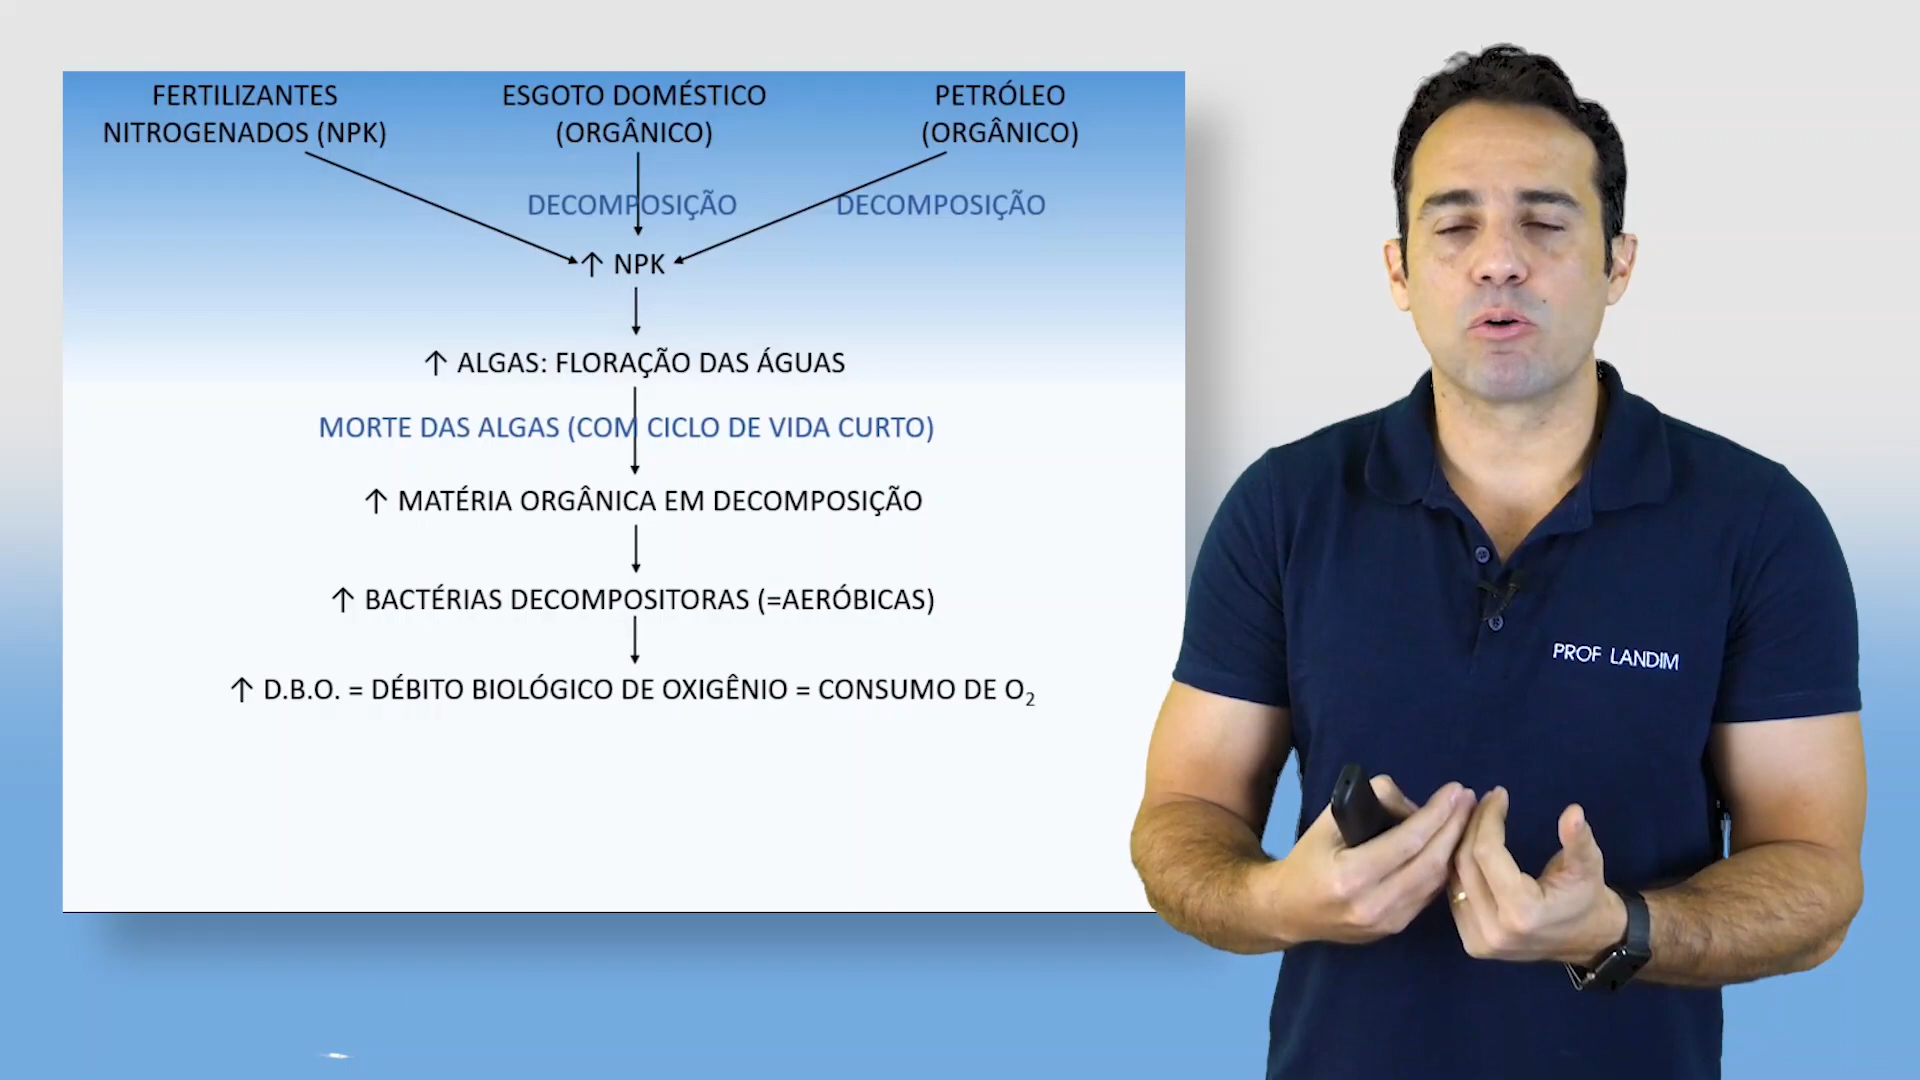 FERTILIZANTES
NITROGENADOS (NPK)
ESGOTO DOMÉSTICO
(ORGÂNICO)
PETRÓLEO
(ORGÂNICO)
DECOMPOSIÇÃO
DECOMPOSIÇÃO
↑ NPK
↑ ALGAS: FLORAÇÃO DAS ÁGUAS
MORTE DAS ALGAS (COM CICLO DE VIDA CURTO)
↑ MATÉRIA ORGÂNICA EM DECOMPOSIÇÃO
↑ BACTÉRIAS DECOMPOSITORAS (=AERÓBICAS)
↑ D.B.O. = DÉBITO BIOLÓGICO DE OXIGÊNIO = CONSUMO DE O₂
PROF LANDIM